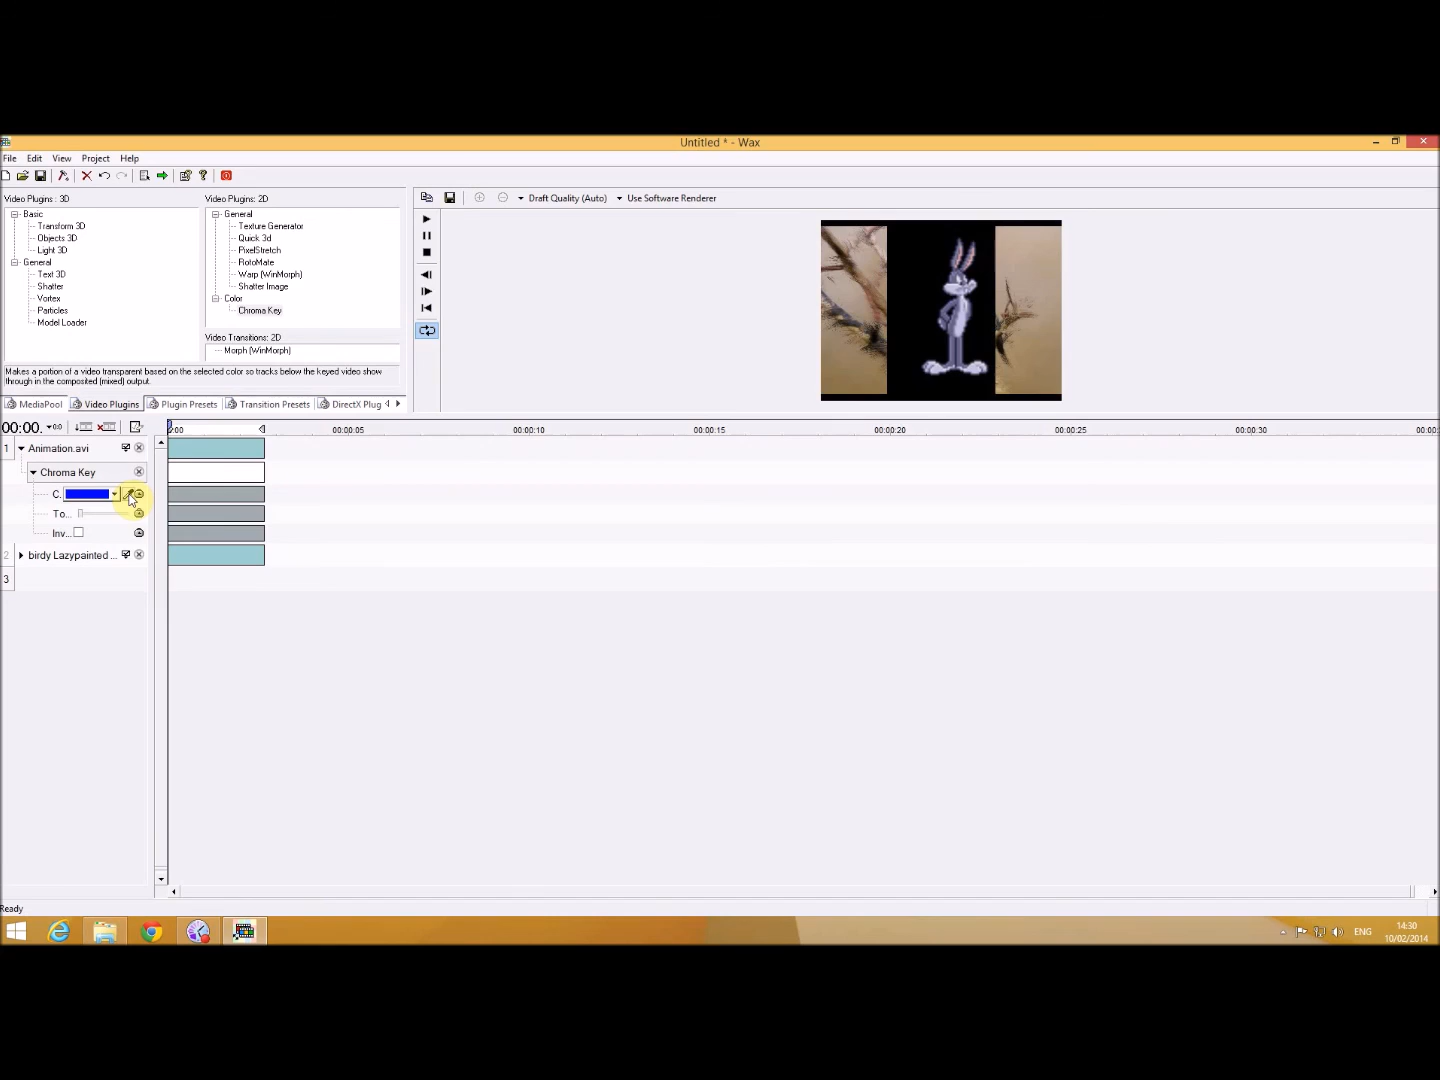 Untitled * - Wax
File Edit View Project Help
Video Plugins : 3D
Basic
Transform 3D
Objects 3D
Light 3D
General
Text 3D
Shatter
Vortex
Particles
Model Loader
Video Plugins: 2D
General
Texture Generator
Quick 3d
PixelStretch
RotoMate
Warp (WinMorph)
Shatter Image
Color
Chroma Key
Video Transitions: 2D
Morph (WinMorph)
Draft Quality (Auto) Use Software Renderer
Makes a portion of a video transparent based on the selected color so tracks below the keyed video show
through in the composited (mixed) output.
MediaPool Video Plugins Plugin Presets Transition Presets DirectX Plug
00:00. :00 00:00:05 00:00:10 00:00:15 00:00:20 00:00:25 00:00:30 00:00:
1 Animation.avi
Chroma Key
C.
To...
Inv...
2 birdy Lazypainted ...
3
Ready
ENG
14:30
10/02/2014